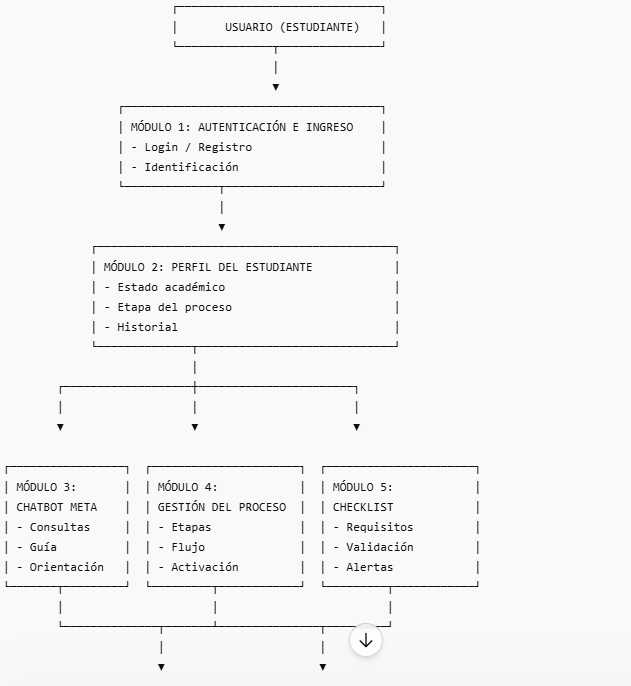 USUARIO (ESTUDIANTE)
MÓDULO 1: AUTENTICACIÓN E INGRESO
- Login / Registro
- Identificación
MÓDULO 2: PERFIL DEL ESTUDIANTE
- Estado académico
- Etapa del proceso
- Historial
MÓDULO 3:
CHATBOT META
- Consultas
- Guía
- Orientación
MÓDULO 4:
GESTIÓN DEL PROCESO
- Etapas
- Flujo
- Activación
MÓDULO 5:
CHECKLIST
- Requisitos
- Validación
- Alertas